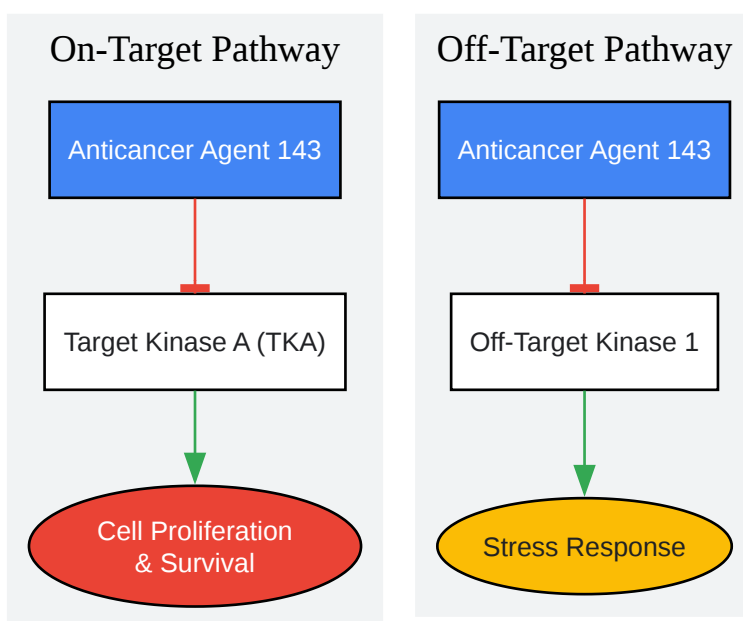 On-Target Pathway
Anticancer Agent 143
Target Kinase A (TKA)
Cell Proliferation
& Survival
Off-Target Pathway
Anticancer Agent 143
Off-Target Kinase 1
Stress Response